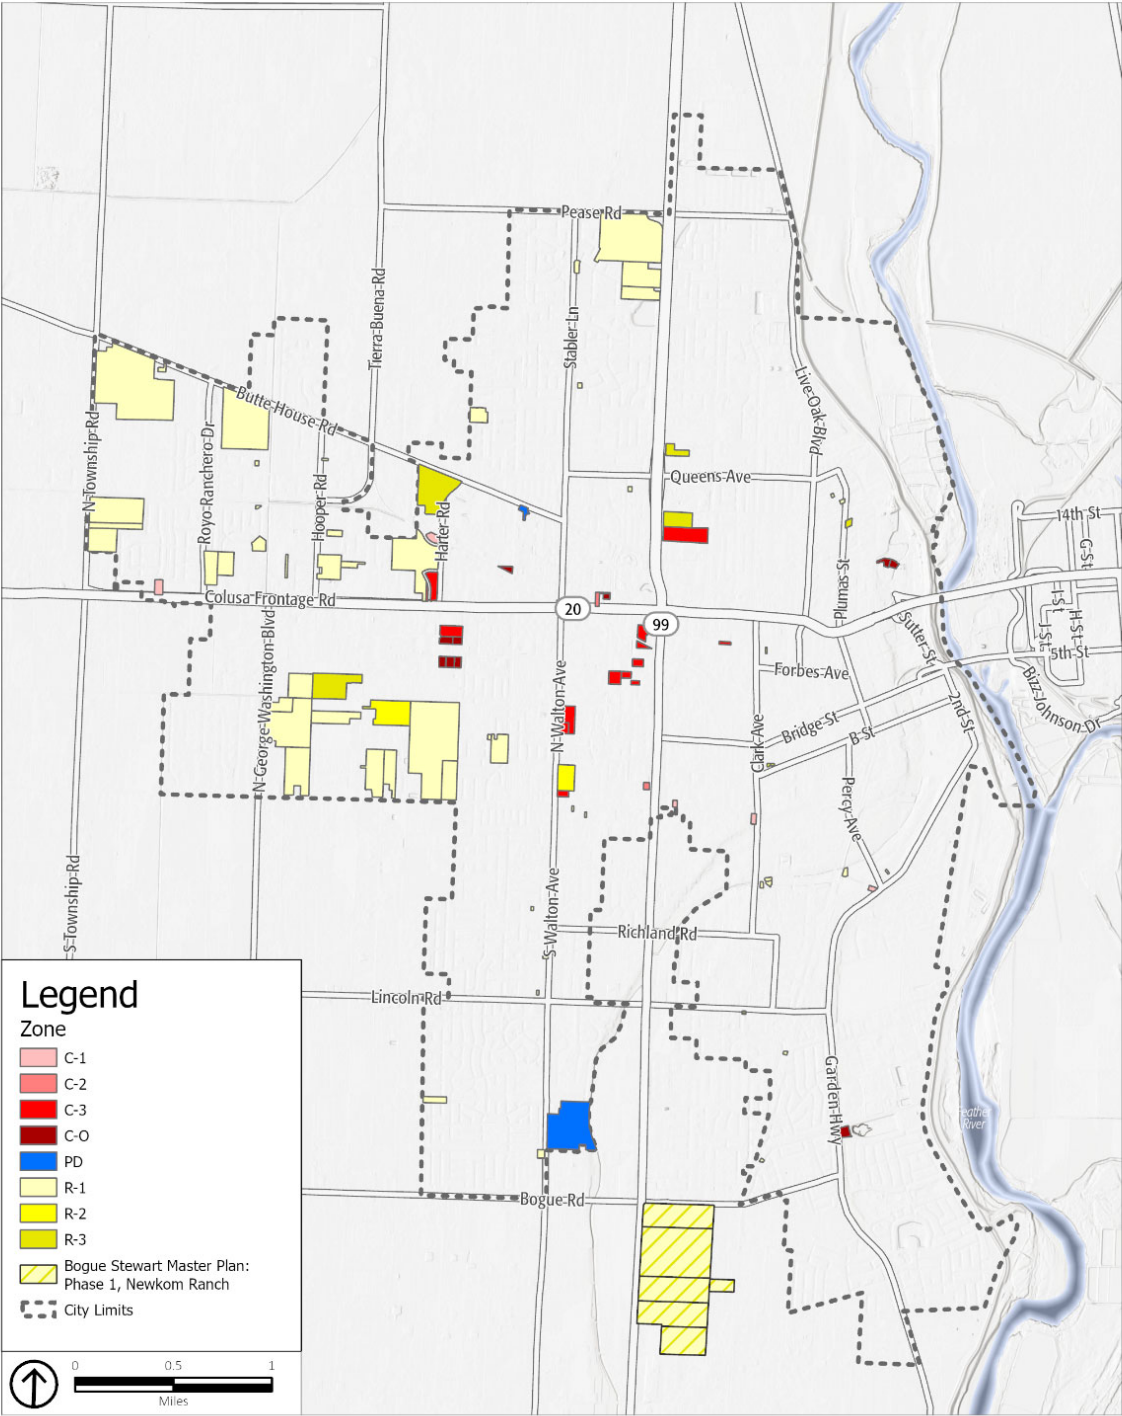 Pease Rd
Tierra-Buena-Rd
Stabler-Ln
Live-Oak-Blvd
Butte-House-Rd
N-Township-Rd
Royo-Ranchero-Dr
Hooper-Rd
Harter-Rd
Queens Ave
14th St
G-St
Plumas-St
I-St
H-St
J-St
5th St
Colusa Frontage Rd
20
99
Sutter-St
Forbes-Ave
Bizz-Johnson-Dr
2nd-St
Bridge-St
B-St
N-George-Washington-Blvd
N-Walton-Ave
Clark-Ave
Percy-Ave
S-Township-Rd
S-Walton-Ave
Richland Rd
Lincoln Rd
Garden-Hwy
Feather
River
Bogue Rd
Legend
Zone
C-1
C-2
C-3
C-O
PD
R-1
R-2
R-3
Bogue Stewart Master Plan:
Phase 1, Newkom Ranch
City Limits
0 0.5 1
Miles